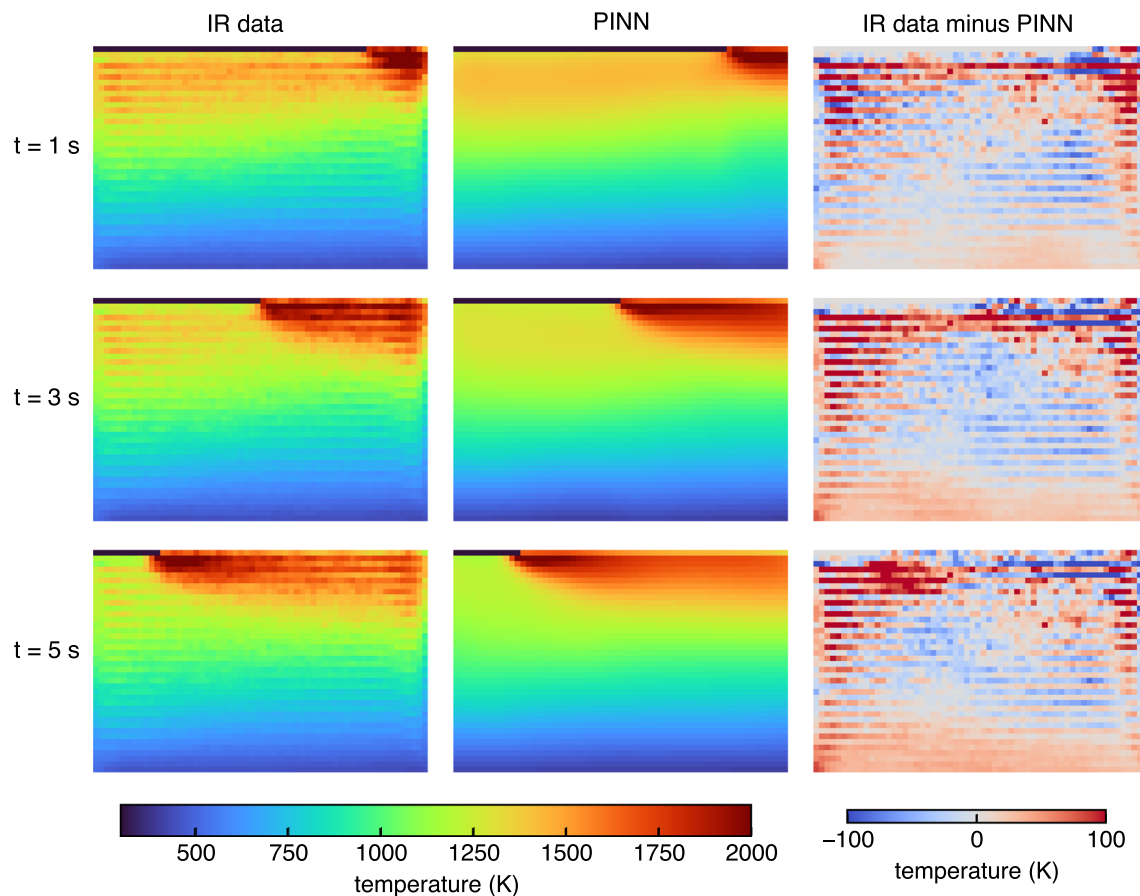 IR data
PINN
IR data minus PINN
t = 1 s
t = 3 s
t = 5 s
500 750 1000 1250 1500 1750 2000
temperature (K)
−100 0 100
temperature (K)